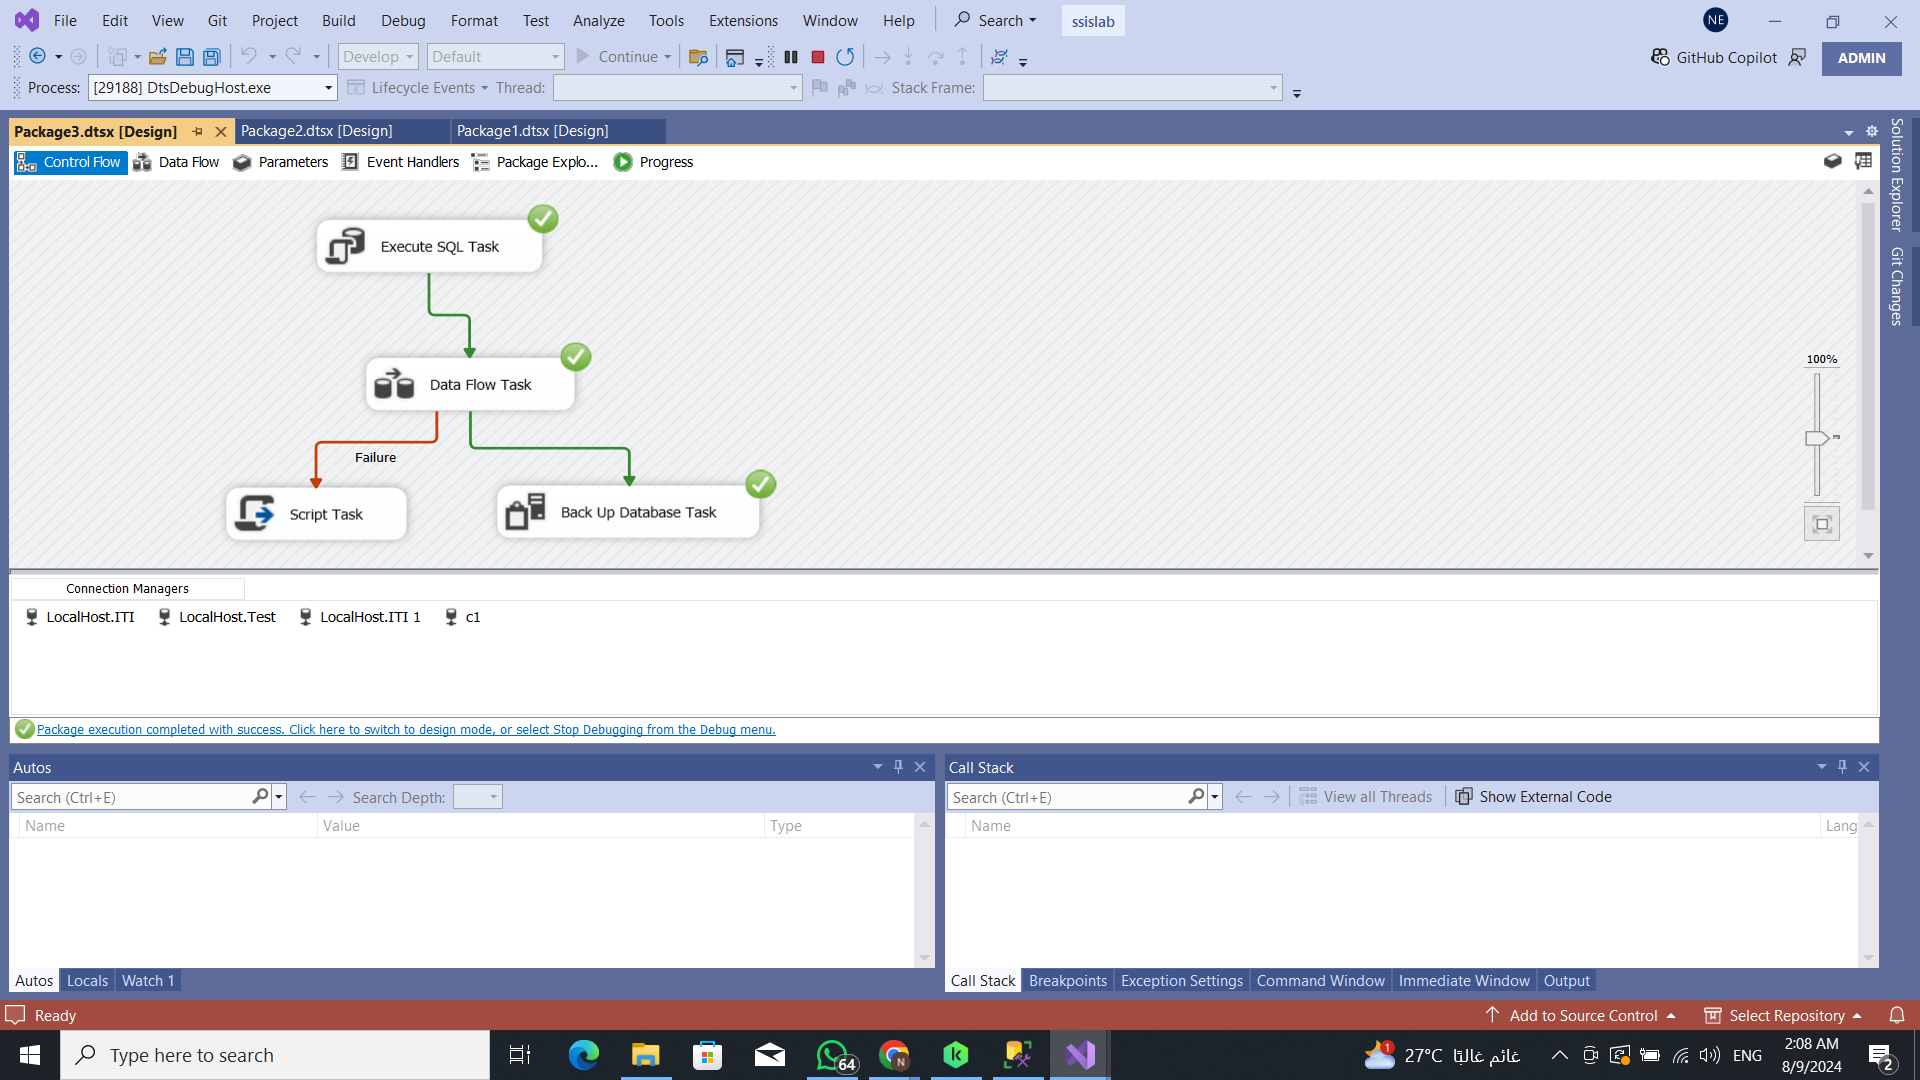 File Edit View Git Project Build Debug Format Test Analyze Tools Extensions Window Help Search ssislab NE
Develop Default Continue GitHub Copilot ADMIN
Process: [29188] DtsDebugHost.exe Lifecycle Events Thread: Stack Frame:
Package3.dtsx [Design] Package2.dtsx [Design] Package1.dtsx [Design]
Control Flow Data Flow Parameters Event Handlers Package Explo... Progress
Solution Explorer
Git Changes
Execute SQL Task
100%
Data Flow Task
Failure
Script Task
Back Up Database Task
Connection Managers
LocalHost.ITI LocalHost.Test LocalHost.ITI 1 c1
Package execution completed with success. Click here to switch to design mode, or select Stop Debugging from the Debug menu.
Autos
Search (Ctrl+E) Search Depth:
Name Value Type
Autos Locals Watch 1
Call Stack
Search (Ctrl+E) View all Threads Show External Code
Name Lang
Call Stack Breakpoints Exception Settings Command Window Immediate Window Output
Ready Add to Source Control Select Repository
Type here to search 64 N 1 27°C غائم غالبًا ENG 2:08 AM
8/9/2024 2